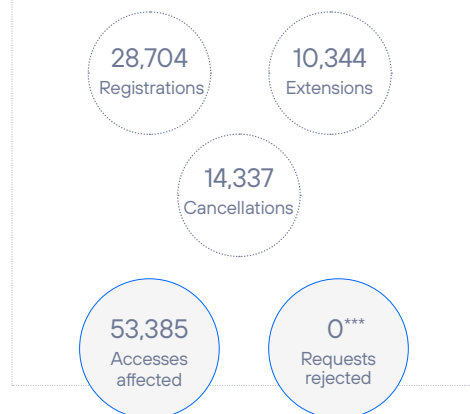 28,704
Registrations
10,344
Extensions
14,337
Cancellations
53,385
Accesses
affected
0***
Requests
rejected